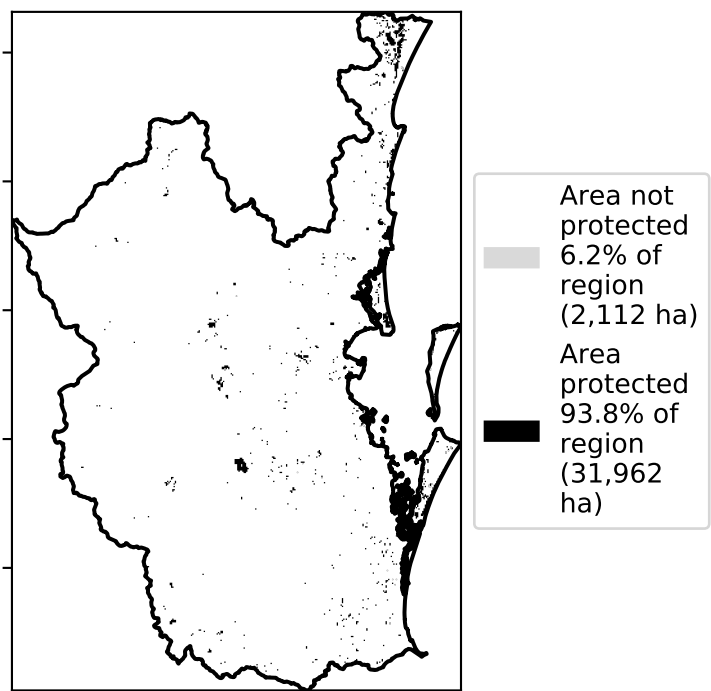 Area not
protected
6.2% of
region
(2,112 ha)
Area
protected
93.8% of
region
(31,962
ha)